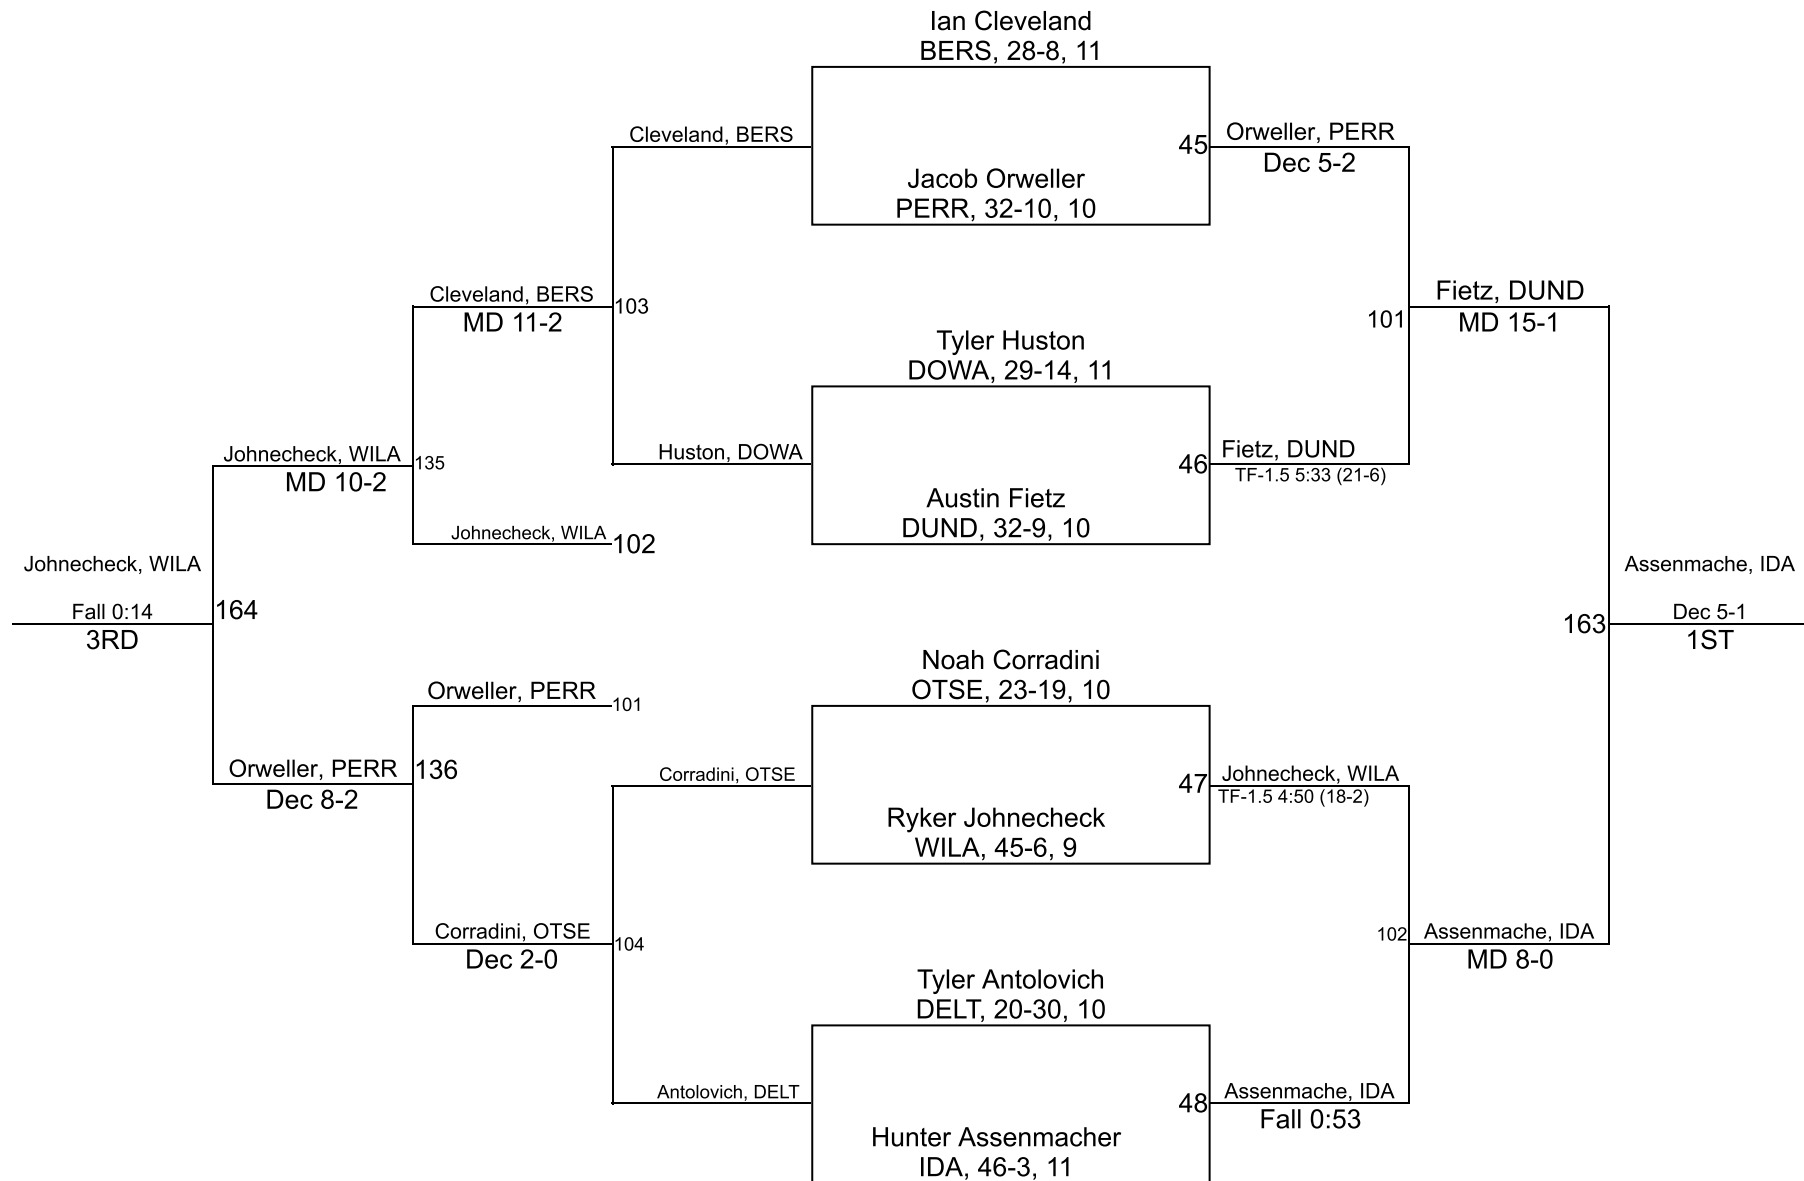 Ian Cleveland
BERS, 28-8, 11
Cleveland, BERS
45
Orweller, PERR
Dec 5-2
Jacob Orweller
PERR, 32-10, 10
Cleveland, BERS
MD 11-2
103
Fietz, DUND
MD 15-1
101
Tyler Huston
DOWA, 29-14, 11
Johnecheck, WILA
MD 10-2
135
Huston, DOWA
46
Fietz, DUND
TF-1.5 5:33 (21-6)
Austin Fietz
DUND, 32-9, 10
Johnecheck, WILA
102
Johnecheck, WILA
Fall 0:14
3RD
164
Assenmache, IDA
Dec 5-1
1ST
163
Noah Corradini
OTSE, 23-19, 10
Orweller, PERR
101
Orweller, PERR
Dec 8-2
136
Corradini, OTSE
47
Johnecheck, WILA
TF-1.5 4:50 (18-2)
Ryker Johnecheck
WILA, 45-6, 9
Corradini, OTSE
Dec 2-0
104
102
Assenmache, IDA
MD 8-0
Tyler Antolovich
DELT, 20-30, 10
Antolovich, DELT
48
Assenmache, IDA
Fall 0:53
Hunter Assenmacher
IDA, 46-3, 11